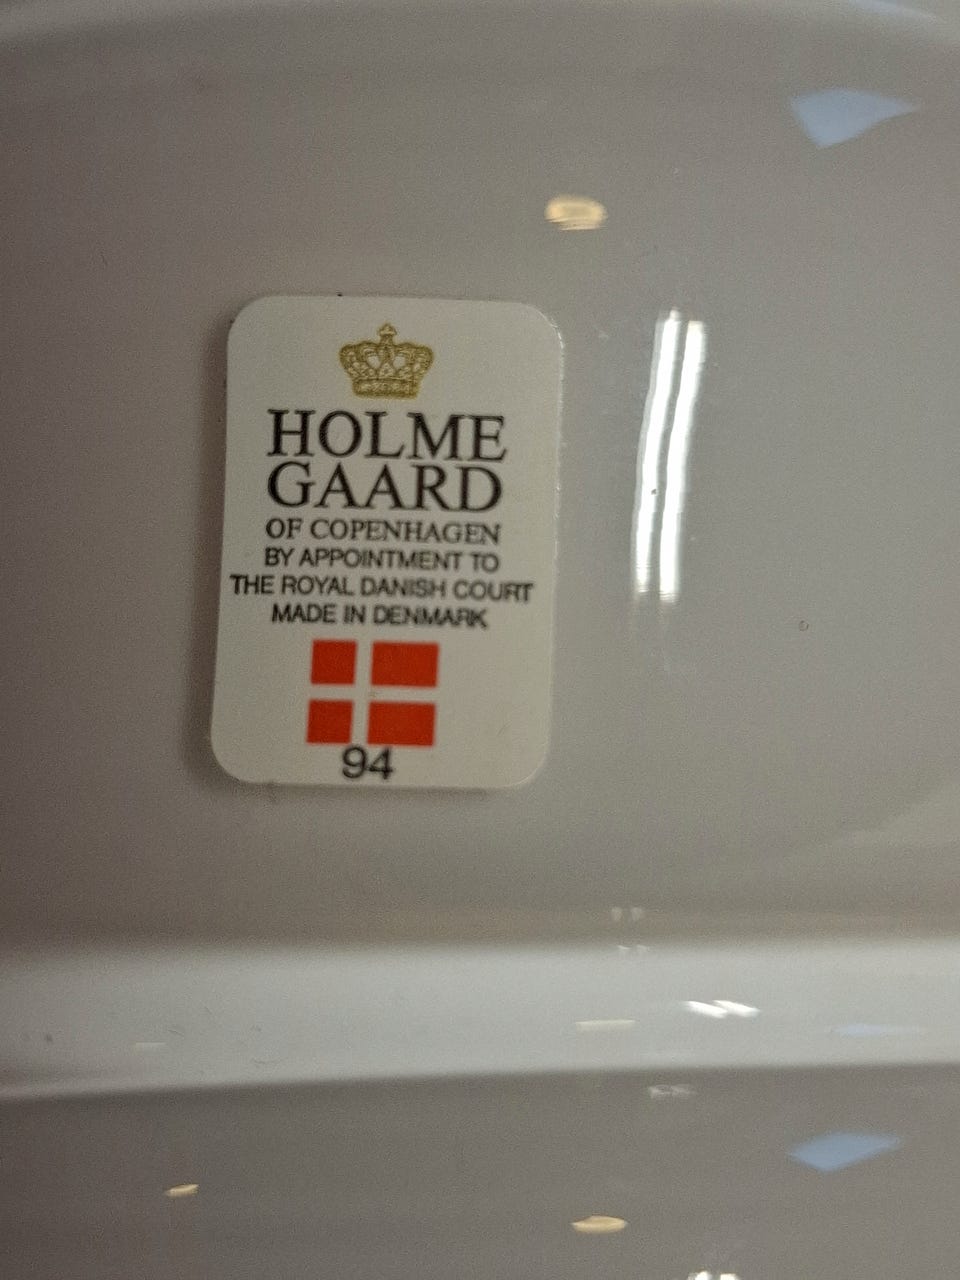 HOLME
GAARD
OF COPENHAGEN
BY APPOINTMENT TO
THE ROYAL DANISH COURT
MADE IN DENMARK
94